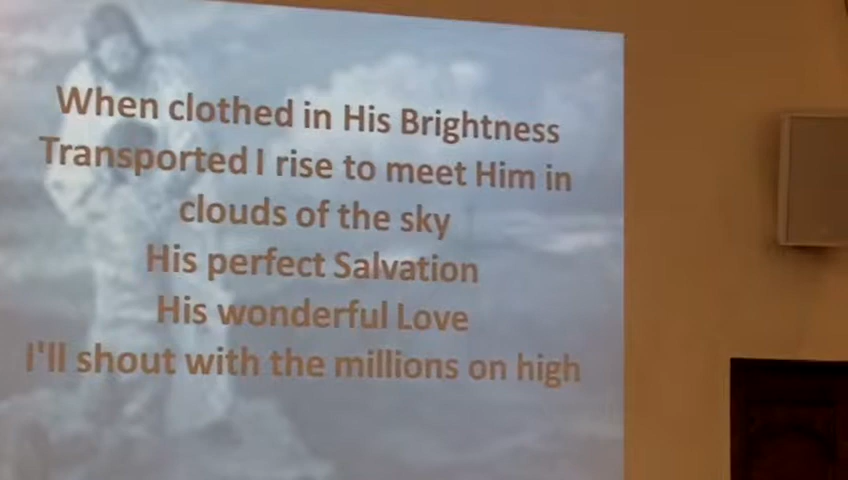 When clothed in His Brightness
Transported I rise to meet Him in
clouds of the sky
His perfect Salvation
His wonderful Love
I'll shout with the millions on high